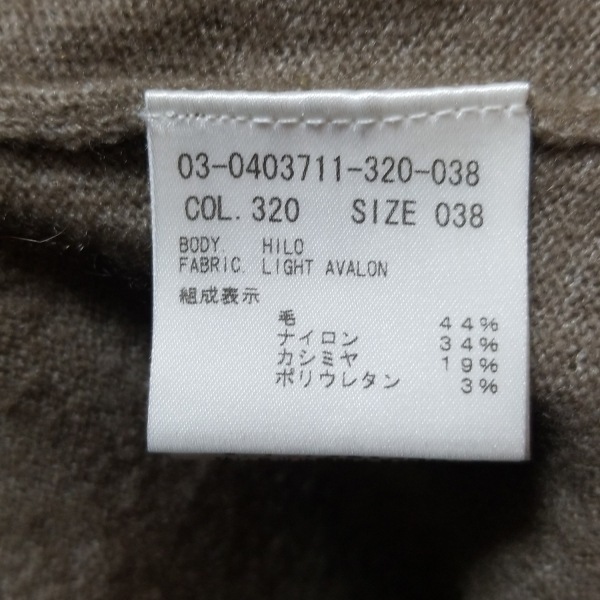 03-0403711-320-038
COL. 320 SIZE 038
BODY. HILO
FABRIC. LIGHT AVALON
組成表示
毛 44%
ナイロン 34%
カシミヤ 19%
ポリウレタン 3%